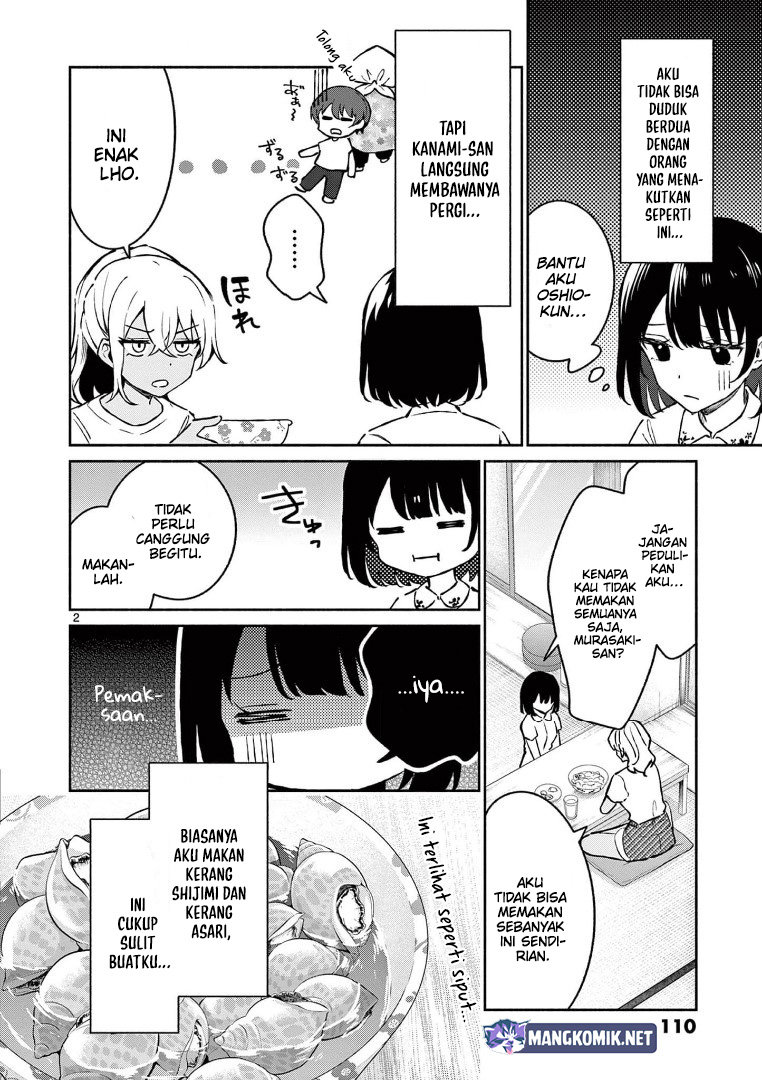 AKU
TIDAK BISA
DUDUK
BERDUA
DENGAN
ORANG
YANG MENA-
KUTKAN
SEPERTI
INI...
BANTU
AKU
OSHIO-
KUN...
TAPI
KANAMI-SAN
LANGSUNG
MEMBAWANYA
PERGI...
Tolong aku
あぁ〜
ずる
ずる
......
INI
ENAK
LHO.
ほれ
JA-
JANGAN
PEDULI-
KAN
AKU...
KENAPA
KAU TIDAK
MEMAKAN
SEMUANYA
SAJA,
MURASAKI-
SAN?
AKU
TIDAK BISA
MEMAKAN
SEBANYAK
INI SENDI-
RIAN.
きゅっ
TIDAK
PERLU
CANGGUNG
BEGITU.
MAKAN-
LAH.
2
...iya....
Pemak-
saan...
Ini terlihat seperti siput...
BIASANYA
AKU MAKAN
KERANG
SHIJIMI DAN
KERANG
ASARI,
INI
CUKUP
SULIT
BUATKU...
110
MANGKOMIK.NET